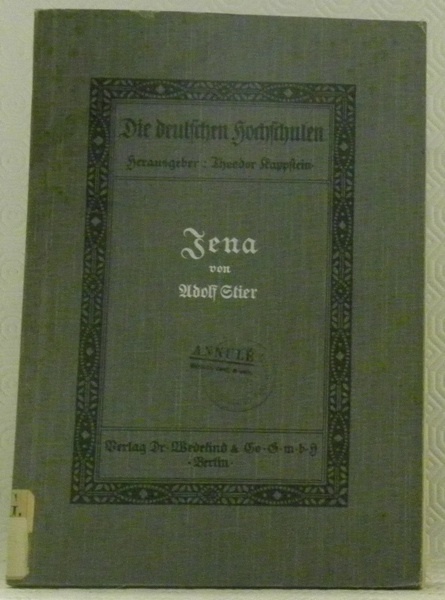 Die deutschen Hochschulen
Herausgeber: Theodor Kappstein
Jena
von
Adolf Stier
ANNULÉ
Verlag Dr. Wedekind & Co. G. m. b. H.
Berlin